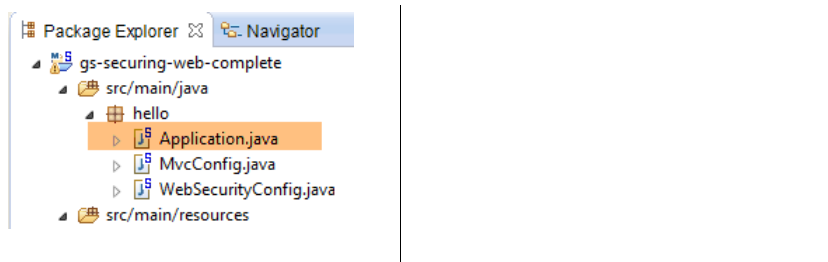 Package Explorer Navigator
gs-securing-web-complete
src/main/java
hello
Application.java
MvcConfig.java
WebSecurityConfig.java
src/main/resources